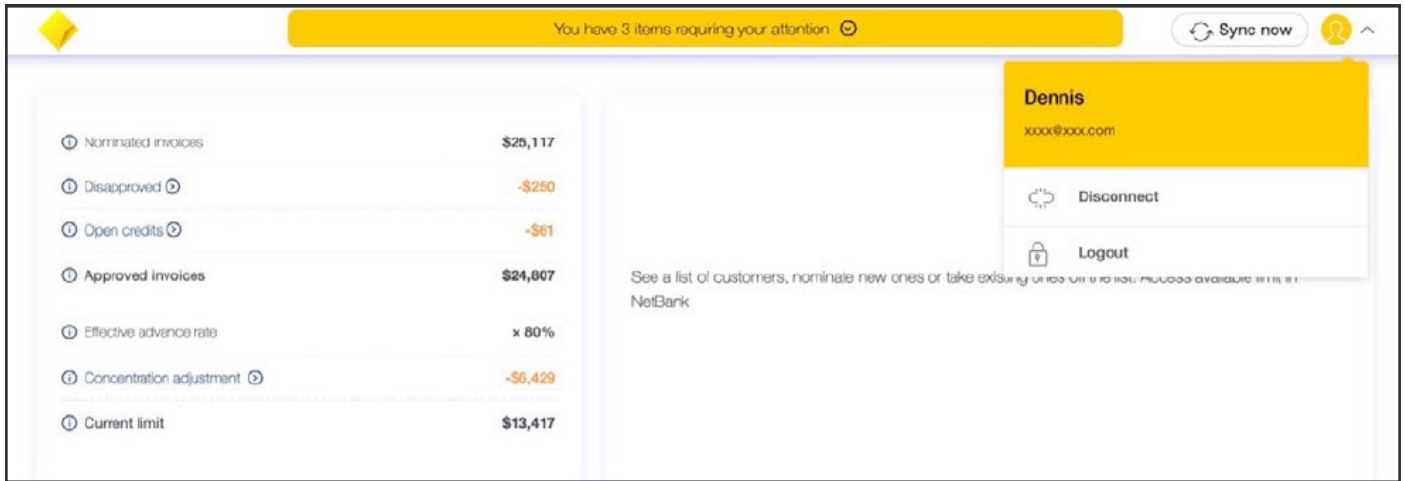 You have 3 items requiring your attention
Sync now
Dennis
xxxx@xxx.com
Disconnect
Logout
Nominated invoices $25,117
Disapproved -$250
Open credits -$61
Approved invoices $24,807
Effective advance rate x 80%
Concentration adjustment -$6,429
Current limit $13,417
See a list of customers, nominate new ones or take existing ones off the list. Access available limit in
NetBank